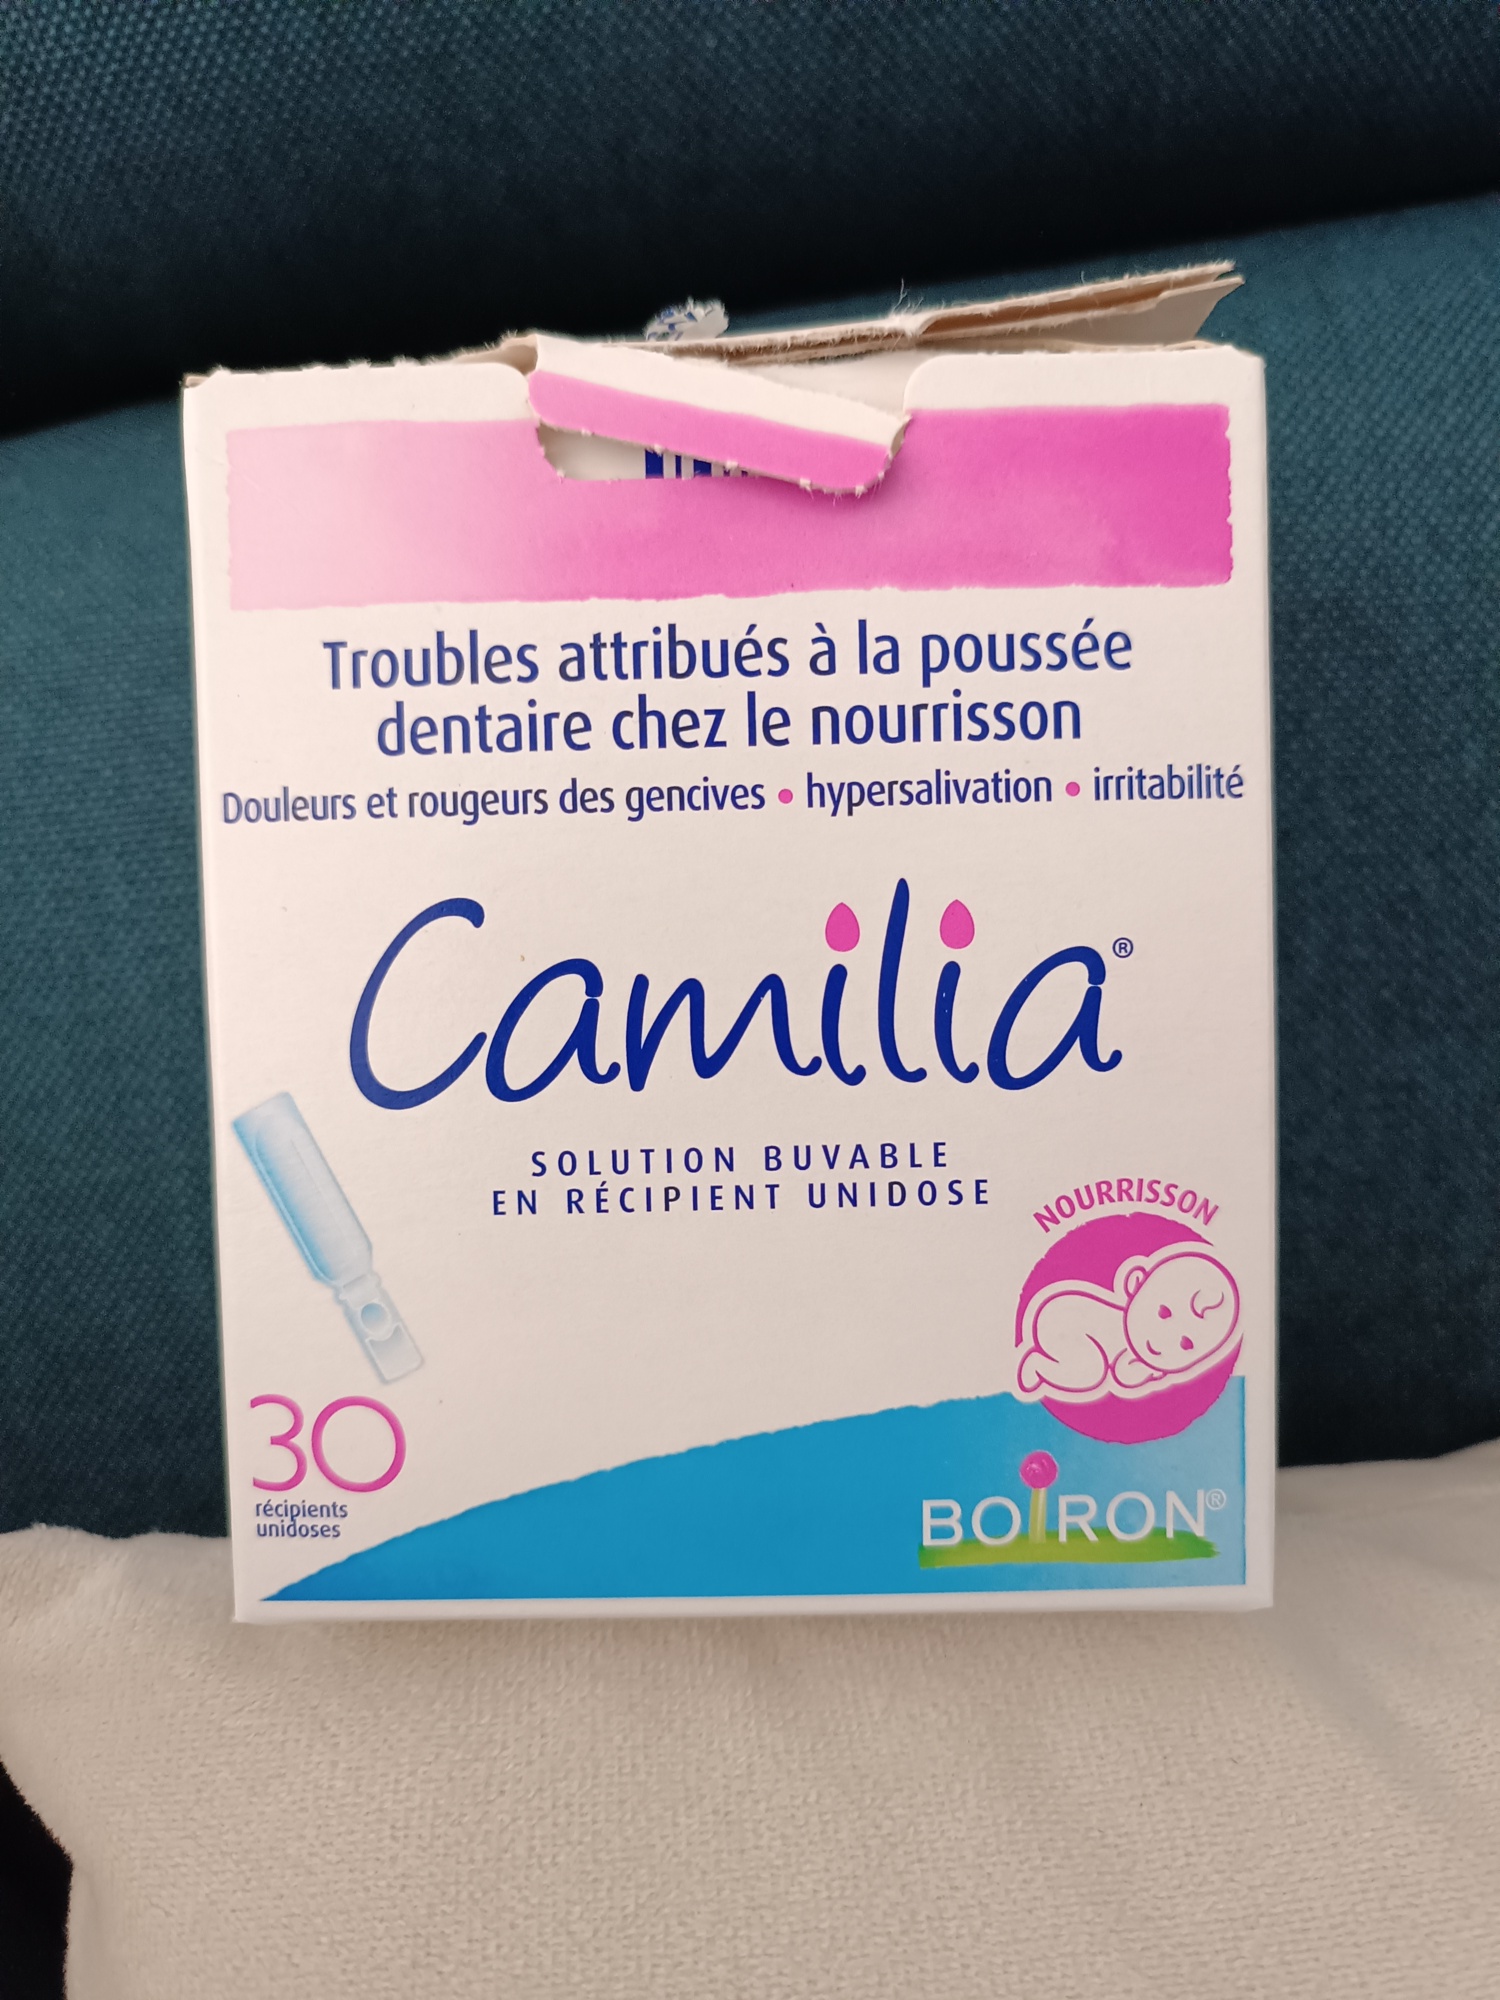 Troubles attribués à la poussée
dentaire chez le nourrisson
Douleurs et rougeurs des gencives • hypersalivation • irritabilité
Camilia®
SOLUTION BUVABLE
EN RÉCIPIENT UNIDOSE
NOURRISSON
30
récipients
unidoses
BOIRON®